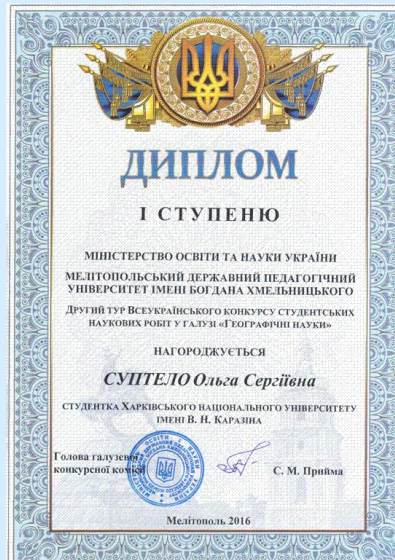 ДИПЛОМ
І СТУПЕНЮ
МІНІСТЕРСТВО ОСВІТИ ТА НАУКИ УКРАЇНИ
МЕЛІТОПОЛЬСЬКИЙ ДЕРЖАВНИЙ ПЕДАГОГІЧНИЙ
УНІВЕРСИТЕТ ІМЕНІ БОГДАНА ХМЕЛЬНИЦЬКОГО
ДРУГИЙ ТУР ВСЕУКРАЇНСЬКОГО КОНКУРСУ СТУДЕНТСЬКИХ
НАУКОВИХ РОБІТ У ГАЛУЗІ «ГЕОГРАФІЧНІ НАУКИ»
НАГОРОДЖУЄТЬСЯ
СУПТЕЛО Ольга Сергіївна
СТУДЕНТКА ХАРКІВСЬКОГО НАЦІОНАЛЬНОГО УНІВЕРСИТЕТУ
ІМЕНІ В. Н. КАРАЗІНА
Голова галузевої
конкурсної комісії
С. М. Прийма
Мелітополь 2016